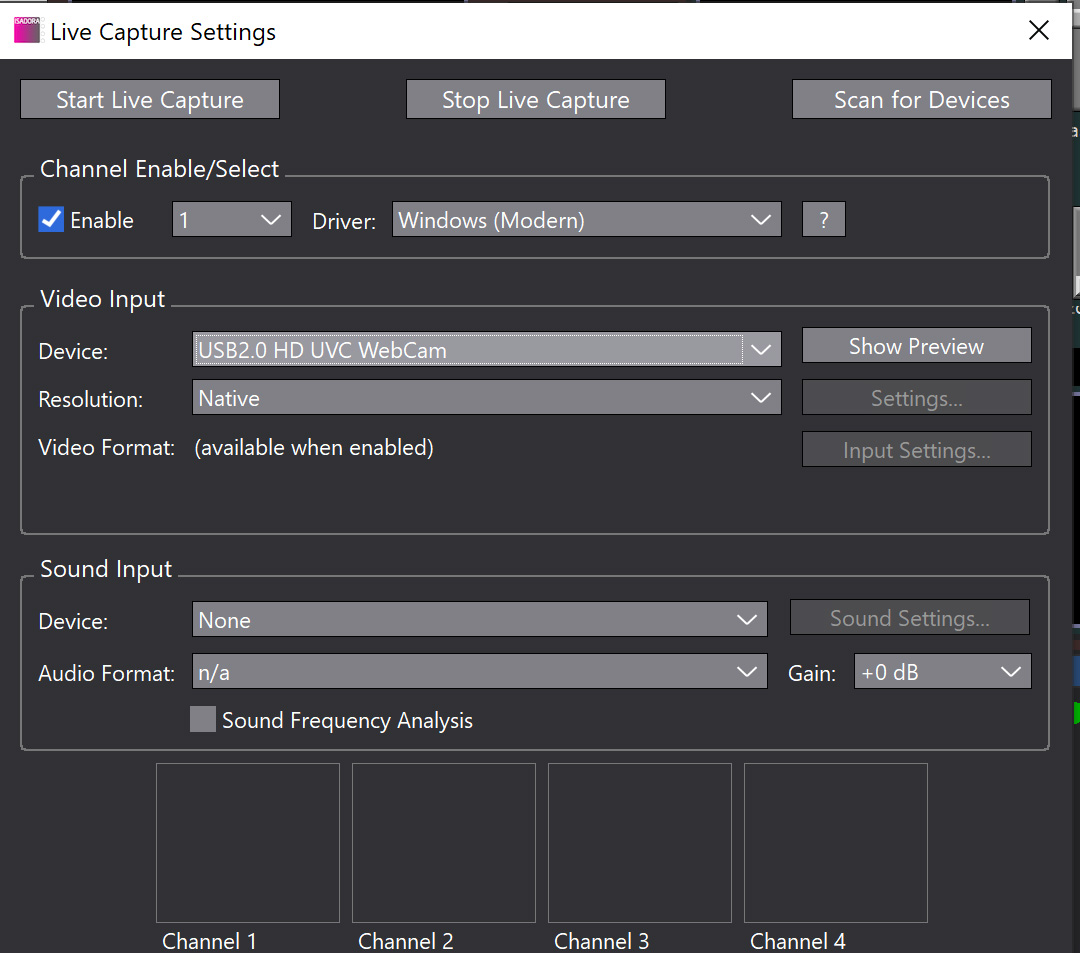 ISADORA
Live Capture Settings
Start Live Capture Stop Live Capture Scan for Devices
Channel Enable/Select
Enable 1 Driver: Windows (Modern) ?
Video Input
Device: USB2.0 HD UVC WebCam Show Preview
Resolution: Native Settings...
Video Format: (available when enabled) Input Settings...
Sound Input
Device: None Sound Settings...
Audio Format: n/a Gain: +0 dB
Sound Frequency Analysis
Channel 1 Channel 2 Channel 3 Channel 4